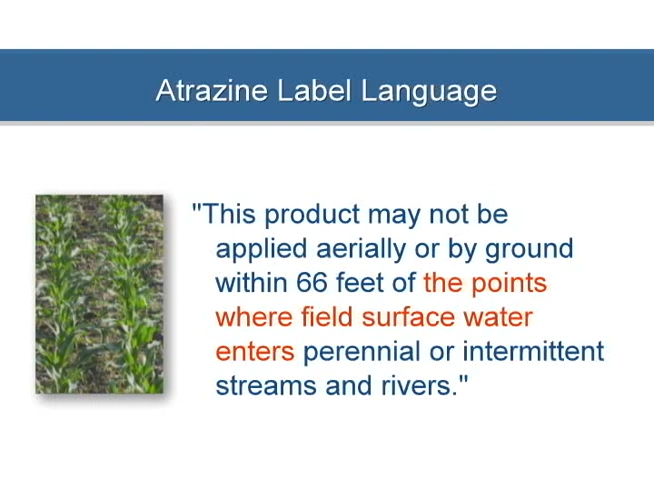 Atrazine Label Language
"This product may not be
applied aerially or by ground
within 66 feet of the points
where field surface water
enters perennial or intermittent
streams and rivers."